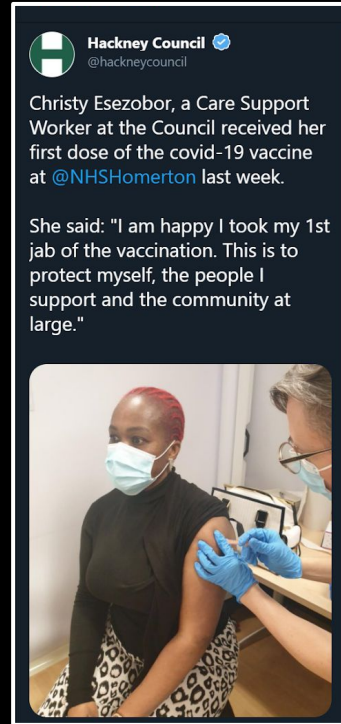 Hackney Council
@hackneycouncil
Christy Esezobor, a Care Support
Worker at the Council received her
first dose of the covid-19 vaccine
at @NHSHomerton last week.
She said: "I am happy I took my 1st
jab of the vaccination. This is to
protect myself, the people I
support and the community at
large."